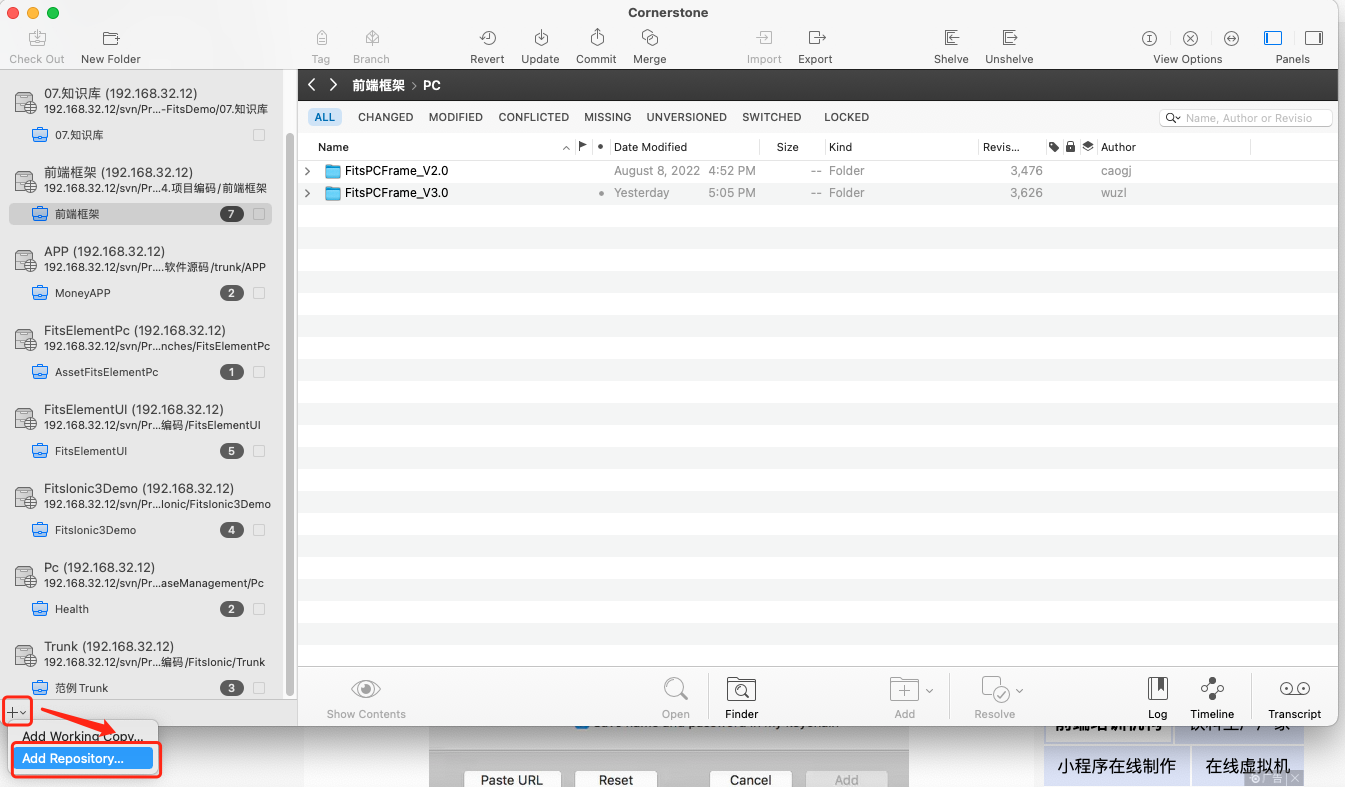 Cornerstone
Check Out
New Folder
Tag
Branch
Revert
Update
Commit
Merge
Import
Export
Shelve
Unshelve
View Options
Panels
07.知识库 (192.168.32.12)
192.168.32.12/svn/Pr...-FitsDemo/07.知识库
07.知识库
前端框架 (192.168.32.12)
192.168.32.12/svn/Pr...4.项目编码/前端框架
前端框架 7
APP (192.168.32.12)
192.168.32.12/svn/Pr....软件源码/trunk/APP
MoneyAPP 2
FitsElementPc (192.168.32.12)
192.168.32.12/svn/Pr...nches/FitsElementPc
AssetFitsElementPc 1
FitsElementUI (192.168.32.12)
192.168.32.12/svn/Pr...编码/FitsElementUI
FitsElementUI 5
FitsIonic3Demo (192.168.32.12)
192.168.32.12/svn/Pr...Ionic/FitsIonic3Demo
FitsIonic3Demo 4
Pc (192.168.32.12)
192.168.32.12/svn/Pr...aseManagement/Pc
Health 2
Trunk (192.168.32.12)
192.168.32.12/svn/Pr...编码/FitsIonic/Trunk
范例 Trunk 3
Add Working Copy...
Add Repository...
前端框架 › PC
ALL CHANGED MODIFIED CONFLICTED MISSING UNVERSIONED SWITCHED LOCKED
Name, Author or Revisio
Name Date Modified Size Kind Revis... Author
FitsPCFrame_V2.0 August 8, 2022 4:52 PM -- Folder 3,476 caogj
FitsPCFrame_V3.0 Yesterday 5:05 PM -- Folder 3,626 wuzl
Show Contents
Open
Finder
Add
Resolve
Log
Timeline
Transcript
Paste URL
Reset
Cancel
Add
小程序在线制作
在线虚拟机
广告